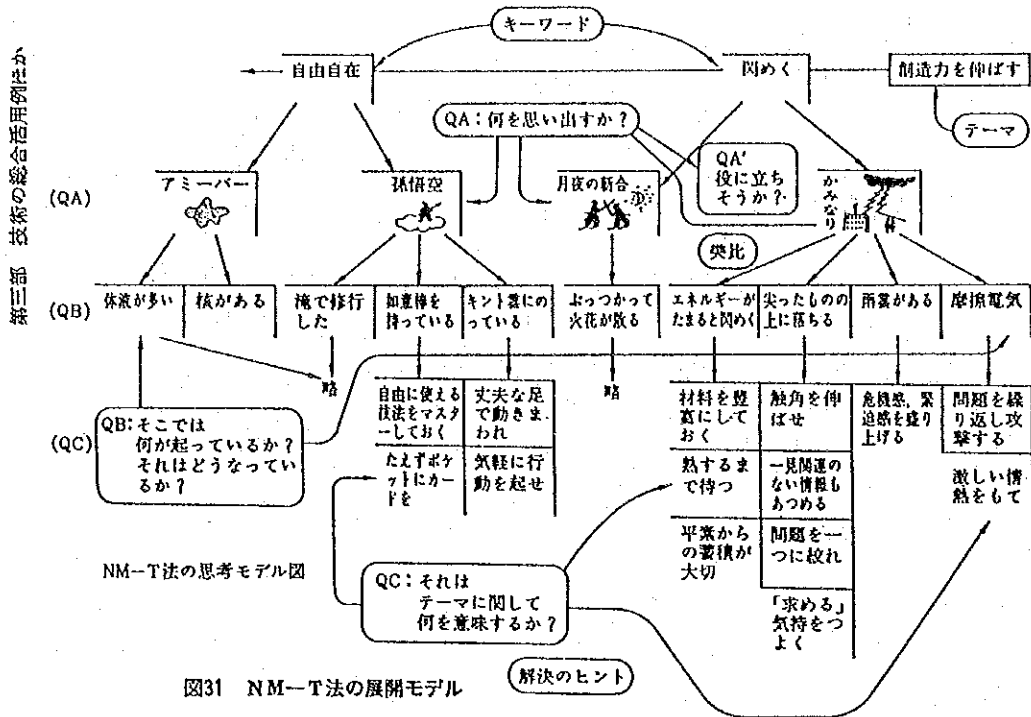 第三部　技術の総合活用例ほか
キーワード
自由自在
閃めく
創造力を伸ばす
テーマ
QA:何を思い出すか?
QA'
役に立ち
そうか?
(QA)
アミーバー
孫悟空
月夜の斬合
かみなり
類比
(QB)
体液が多い
核がある
滝で修行
した
如意棒を
持っている
キント雲にの
っている
ぶっつかって
火花が散る
エネルギーが
たまると閃めく
尖ったものの
上に落ちる
雨雲がある
摩擦電気
略
略
(QC)
QB:そこでは
何が起っているか?
それはどうなってい
るか?
自由に使える
技法をマスタ
ーしておく
たえずポケ
ットにカー
ドを
丈夫な足
で動きま
われ
気軽に行
動を起せ
材料を豊
富にして
おく
熟するま
で待つ
平素から
の蓄積が
大切
触角を伸
ばせ
一見関連の
ない情報も
あつめる
問題を一
つに絞れ
「求める」
気持をつ
よく
危機感、緊
迫感を盛り
上げる
問題を繰
り返し攻
撃する
激しい情
熱をもて
NM—T法の思考モデル図
QC:それは
テーマに関して
何を意味するか?
解決のヒント
図31　NM—T法の展開モデル